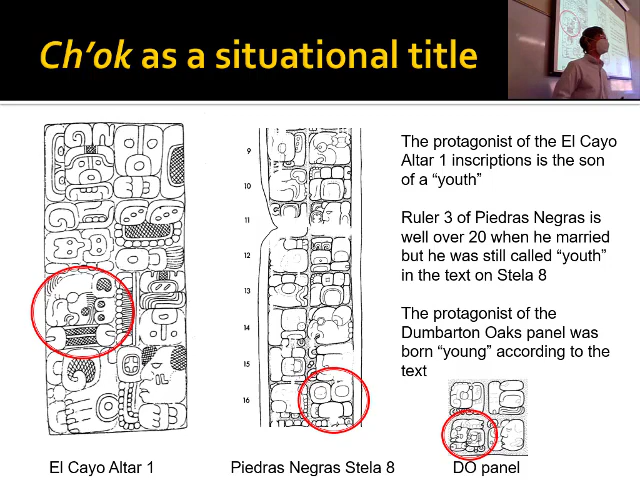 Ch’ok as a situational title
The protagonist of the El Cayo
Altar 1 inscriptions is the son
of a “youth”
Ruler 3 of Piedras Negras is
well over 20 when he married
but he was still called “youth”
in the text on Stela 8
The protagonist of the
Dumbarton Oaks panel was
born “young” according to the
text
9
10
11
12
13
14
15
16
El Cayo Altar 1
Piedras Negras Stela 8
DO panel